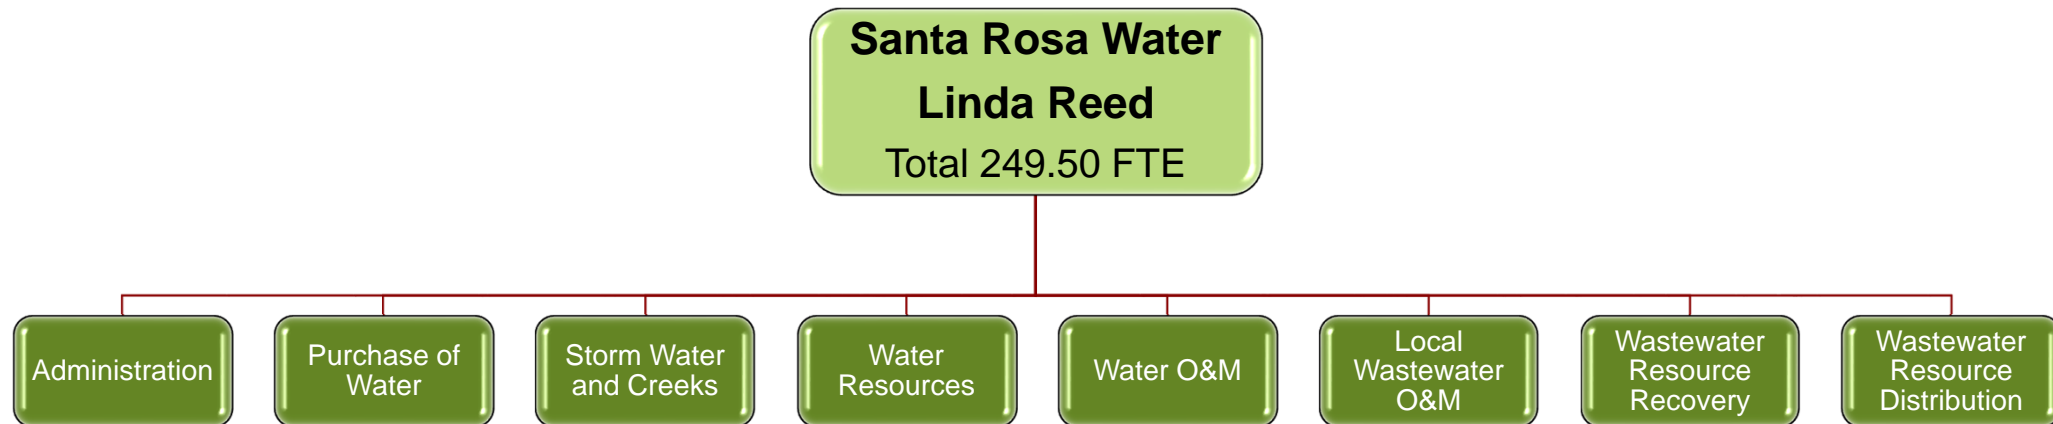 Santa Rosa Water
Linda Reed
Total 249.50 FTE
Administration
Purchase of
Water
Storm Water
and Creeks
Water
Resources
Water O&M
Local
Wastewater
O&M
Wastewater
Resource
Recovery
Wastewater
Resource
Distribution